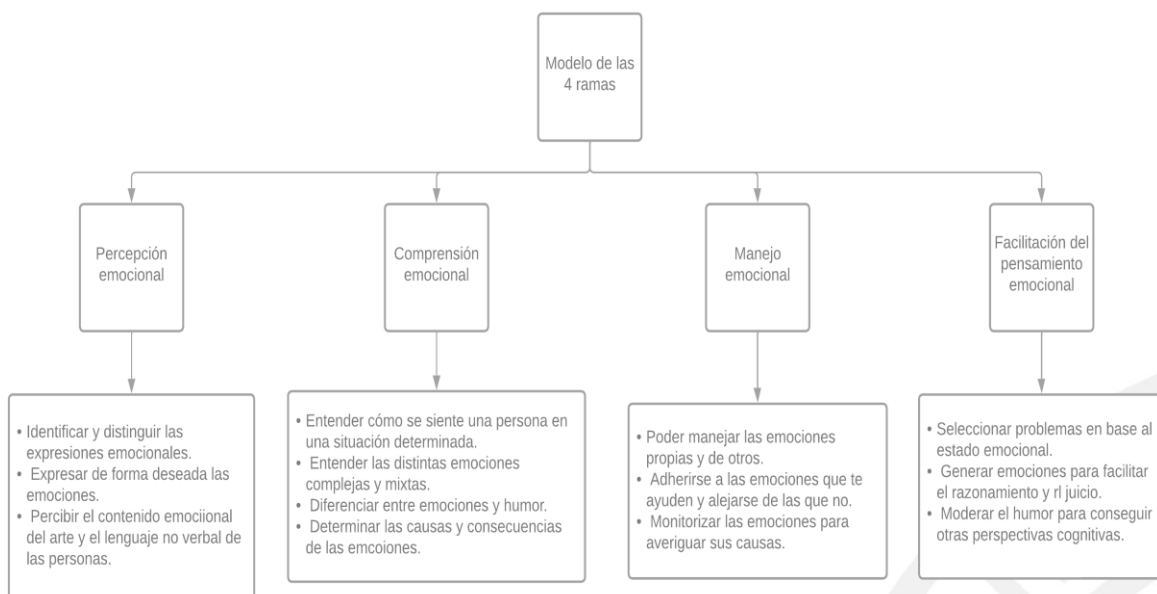 Modelo de las
4 ramas
Percepción
emocional
Comprensión
emocional
Manejo
emocional
Facilitación del
pensamiento
emocional
• Identificar y distinguir las
expresiones emocionales.
• Expresar de forma deseada las
emociones.
• Percibir el contenido emociional
del arte y el lenguaje no verbal de
las personas.
• Entender cómo se siente una persona en
una situación determinada.
• Entender las distintas emociones
complejas y mixtas.
• Diferenciar entre emociones y humor.
• Determinar las causas y consecuencias
de las emcoiones.
• Poder manejar las emociones
propias y de otros.
• Adherirse a las emociones que te
ayuden y alejarse de las que no.
• Monitorizar las emociones para
averiguar sus causas.
• Seleccionar problemas en base al
estado emocional.
• Generar emociones para facilitar
el razonamiento y rl juicio.
• Moderar el humor para conseguir
otras perspectivas cognitivas.